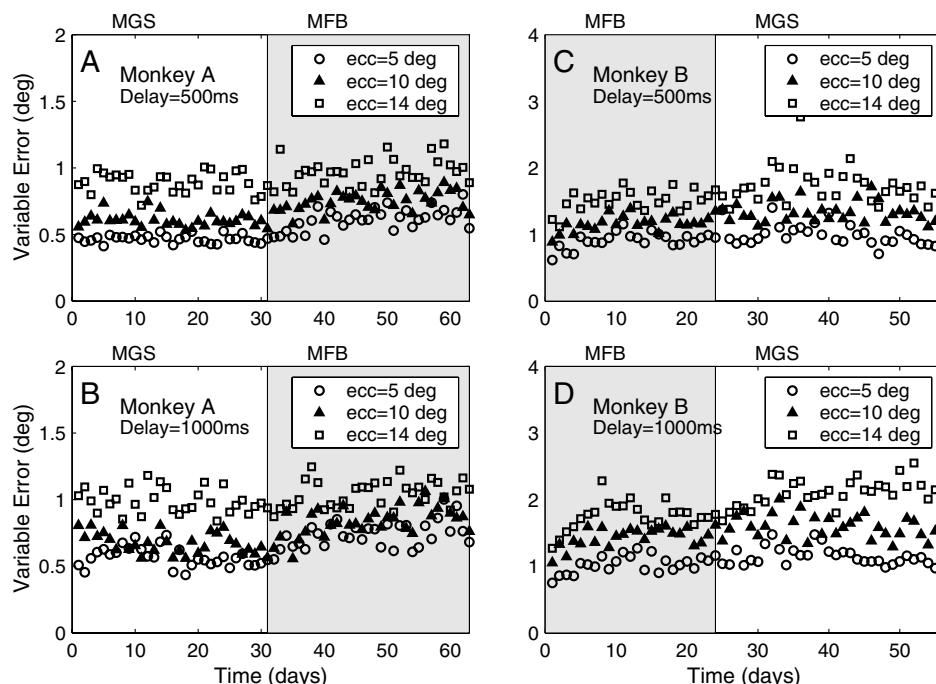 MGS MFB
2
1.5
1
0.5
0
Variable Error (deg)
A
Monkey A
Delay=500ms
ecc=5 deg
ecc=10 deg
ecc=14 deg
0 10 20 30 40 50 60
MFB MGS
4
3
2
1
0
C
Monkey B
Delay=500ms
ecc=5 deg
ecc=10 deg
ecc=14 deg
0 10 20 30 40 50
MGS MFB
2
1.5
1
0.5
0
Variable Error (deg)
B
Monkey A
Delay=1000ms
ecc=5 deg
ecc=10 deg
ecc=14 deg
0 10 20 30 40 50 60
Time (days)
MFB MGS
4
3
2
1
0
D
Monkey B
Delay=1000ms
ecc=5 deg
ecc=10 deg
ecc=14 deg
0 10 20 30 40 50
Time (days)